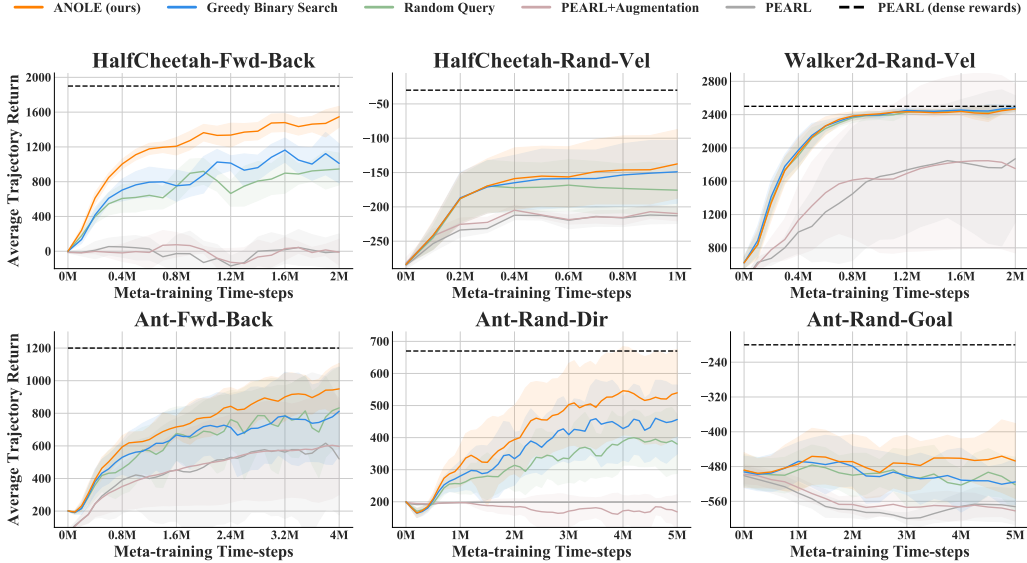 ANOLE (ours) Greedy Binary Search Random Query PEARL+Augmentation PEARL PEARL (dense rewards)
HalfCheetah-Fwd-Back
Average Trajectory Return
2000
1600
1200
800
400
0
0M 0.4M 0.8M 1.2M 1.6M 2M
Meta-training Time-steps
HalfCheetah-Rand-Vel
−50
−100
−150
−200
−250
0M 0.2M 0.4M 0.6M 0.8M 1M
Meta-training Time-steps
Walker2d-Rand-Vel
2800
2400
2000
1600
1200
800
0M 0.4M 0.8M 1.2M 1.6M 2M
Meta-training Time-steps
Ant-Fwd-Back
Average Trajectory Return
1200
1000
800
600
400
200
0M 0.8M 1.6M 2.4M 3.2M 4M
Meta-training Time-steps
Ant-Rand-Dir
700
600
500
400
300
200
0M 1M 2M 3M 4M 5M
Meta-training Time-steps
Ant-Rand-Goal
−240
−320
−400
−480
−560
0M 1M 2M 3M 4M 5M
Meta-training Time-steps